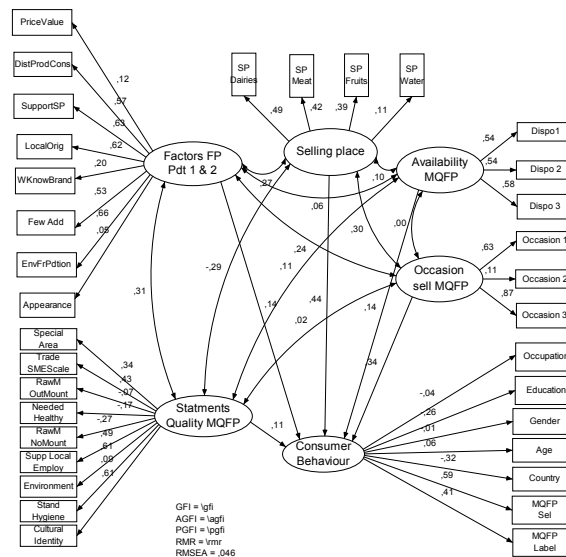 PriceValue
DistProdCons
SupportSP
LocalOrig
WKnowBrand
Few Add
EnvFrPdtion
Appearance
,12
,57
,63
,62
,20
,53
,66
,05
Factors FP
Pdt 1 & 2
SP
Dairies
SP
Meat
SP
Fruits
SP
Water
,49
,42
,39
,11
Selling place
Availability
MQFP
,54
,54
,58
Dispo1
Dispo 2
Dispo 3
Occasion
sell MQFP
,63
,11
,87
Occasion 1
Occasion 2
Occasion 3
,27
,10
,06
,00
,30
,24
,11
-,29
,31
,14
,44
,14
,02
,34
Special
Area
Trade
SMEScale
RawM
OutMount
Needed
Healthy
RawM
NoMount
Supp Local
Employ
Environment
Stand
Hygiene
Cultural
Identity
,34
,43
-,07
-,17
-,27
,49
,61
,09
,61
Statments
Quality MQFP
,11
Consumer
Behaviour
-,04
,26
,01
,06
-,32
,59
,41
Occupation
Education
Gender
Age
Country
MQFP
Sel
MQFP
Label
GFI = \gfi
AGFI = \agfi
PGFI = \pgfi
RMR = \rmr
RMSEA = ,046